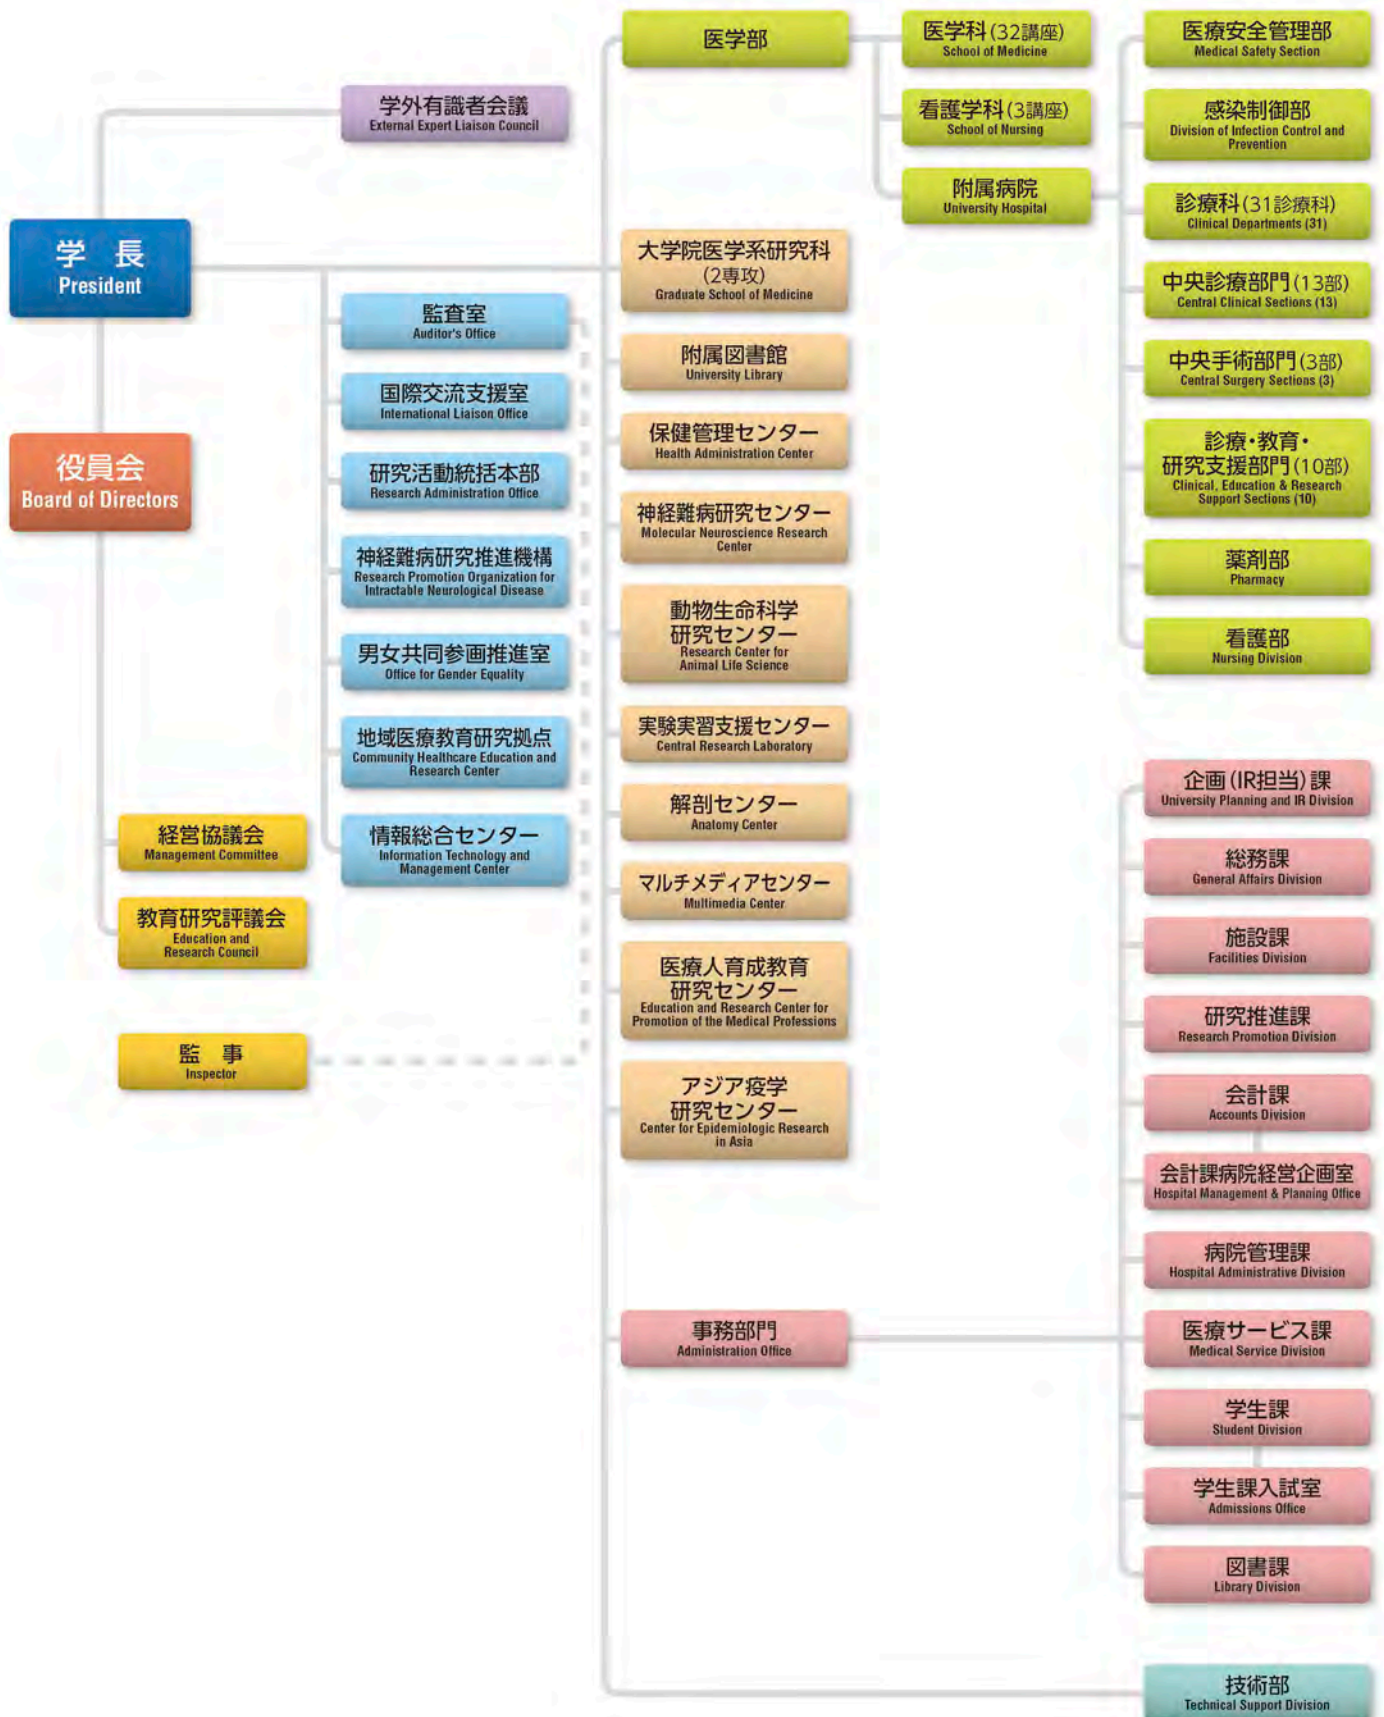 学外有識者会議
External Expert Liaison Council
学 長
President
役員会
Board of Directors
経営協議会
Management Committee
教育研究評議会
Education and
Research Council
監 事
Inspector
監査室
Auditor's Office
国際交流支援室
International Liaison Office
研究活動統括本部
Research Administration Office
神経難病研究推進機構
Research Promotion Organization for
Intractable Neurological Disease
男女共同参画推進室
Office for Gender Equality
地域医療教育研究拠点
Community Healthcare Education and
Research Center
情報総合センター
Information Technology and
Management Center
医学部
医学科(32講座)
School of Medicine
看護学科(3講座)
School of Nursing
附属病院
University Hospital
医療安全管理部
Medical Safety Section
感染制御部
Division of Infection Control and
Prevention
診療科(31診療科)
Clinical Departments (31)
中央診療部門(13部)
Central Clinical Sections (13)
中央手術部門(3部)
Central Surgery Sections (3)
診療・教育・
研究支援部門(10部)
Clinical, Education & Research
Support Sections (10)
薬剤部
Pharmacy
看護部
Nursing Division
大学院医学系研究科
(2専攻)
Graduate School of Medicine
附属図書館
University Library
保健管理センター
Health Administration Center
神経難病研究センター
Molecular Neuroscience Research
Center
動物生命科学
研究センター
Research Center for
Animal Life Science
実験実習支援センター
Central Research Laboratory
解剖センター
Anatomy Center
マルチメディアセンター
Multimedia Center
医療人育成教育
研究センター
Education and Research Center for
Promotion of the Medical Professions
アジア疫学
研究センター
Center for Epidemiologic Research
in Asia
事務部門
Administration Office
企画(IR担当)課
University Planning and IR Division
総務課
General Affairs Division
施設課
Facilities Division
研究推進課
Research Promotion Division
会計課
Accounts Division
会計課病院経営企画室
Hospital Management & Planning Office
病院管理課
Hospital Administrative Division
医療サービス課
Medical Service Division
学生課
Student Division
学生課入試室
Admissions Office
図書課
Library Division
技術部
Technical Support Division